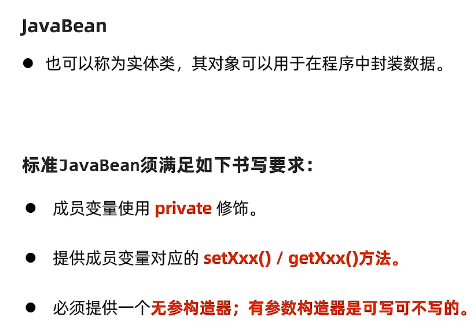 JavaBean
● 也可以称为实体类，其对象可以用于在程序中封装数据。
标准JavaBean须满足如下书写要求：
● 成员变量使用 private 修饰。
● 提供成员变量对应的 setXxx() / getXxx()方法。
● 必须提供一个无参构造器；有参数构造器是可写可不写的。